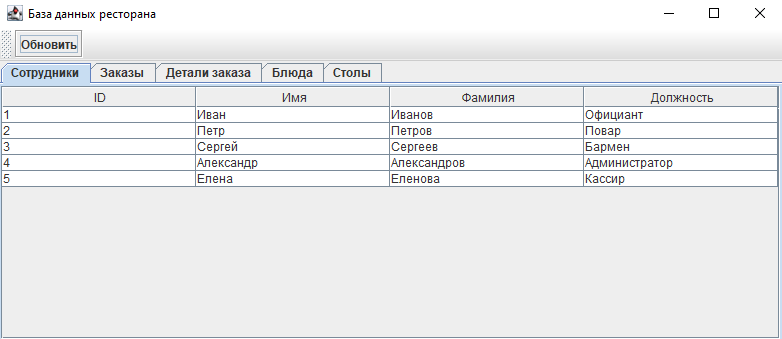 База данных ресторана
Обновить
Сотрудники Заказы Детали заказа Блюда Столы
ID Имя Фамилия Должность
1 Иван Иванов Официант
2 Петр Петров Повар
3 Сергей Сергеев Бармен
4 Александр Александров Администратор
5 Елена Еленова Кассир